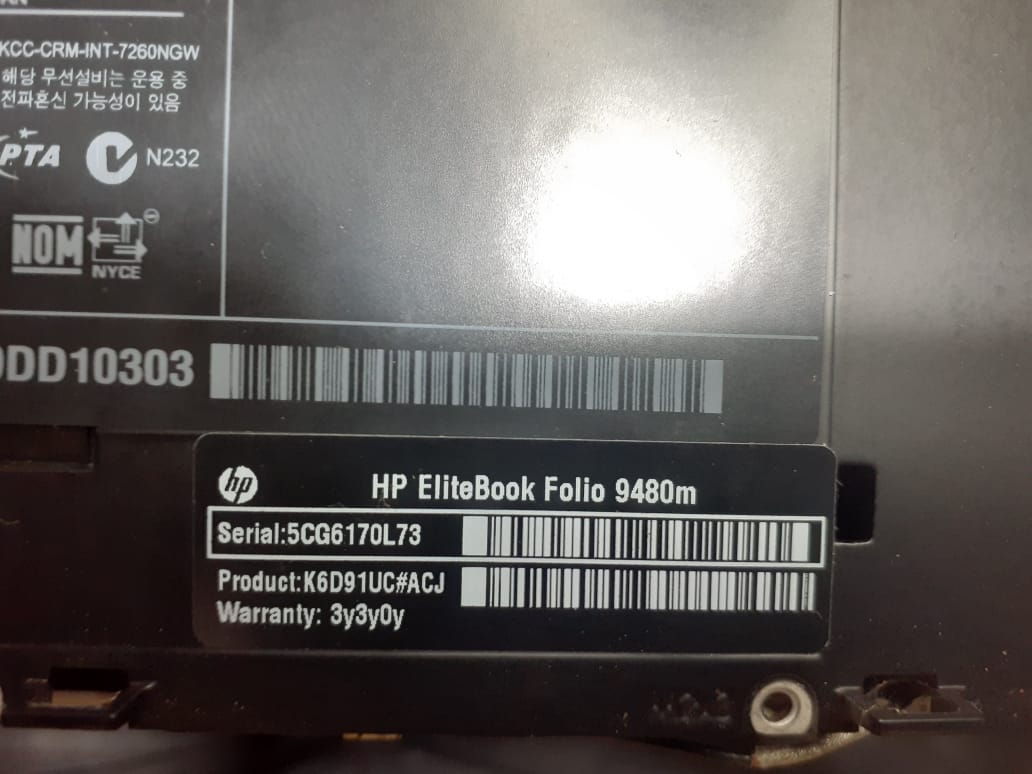 KCC-CRM-INT-7260NGW
해당 무선설비는 운용 중
전파혼신 가능성이 있음
PTA N232
NOM NYCE
DD10303
hp HP EliteBook Folio 9480m
Serial:5CG6170L73
Product:K6D91UC#ACJ
Warranty: 3y3y0y